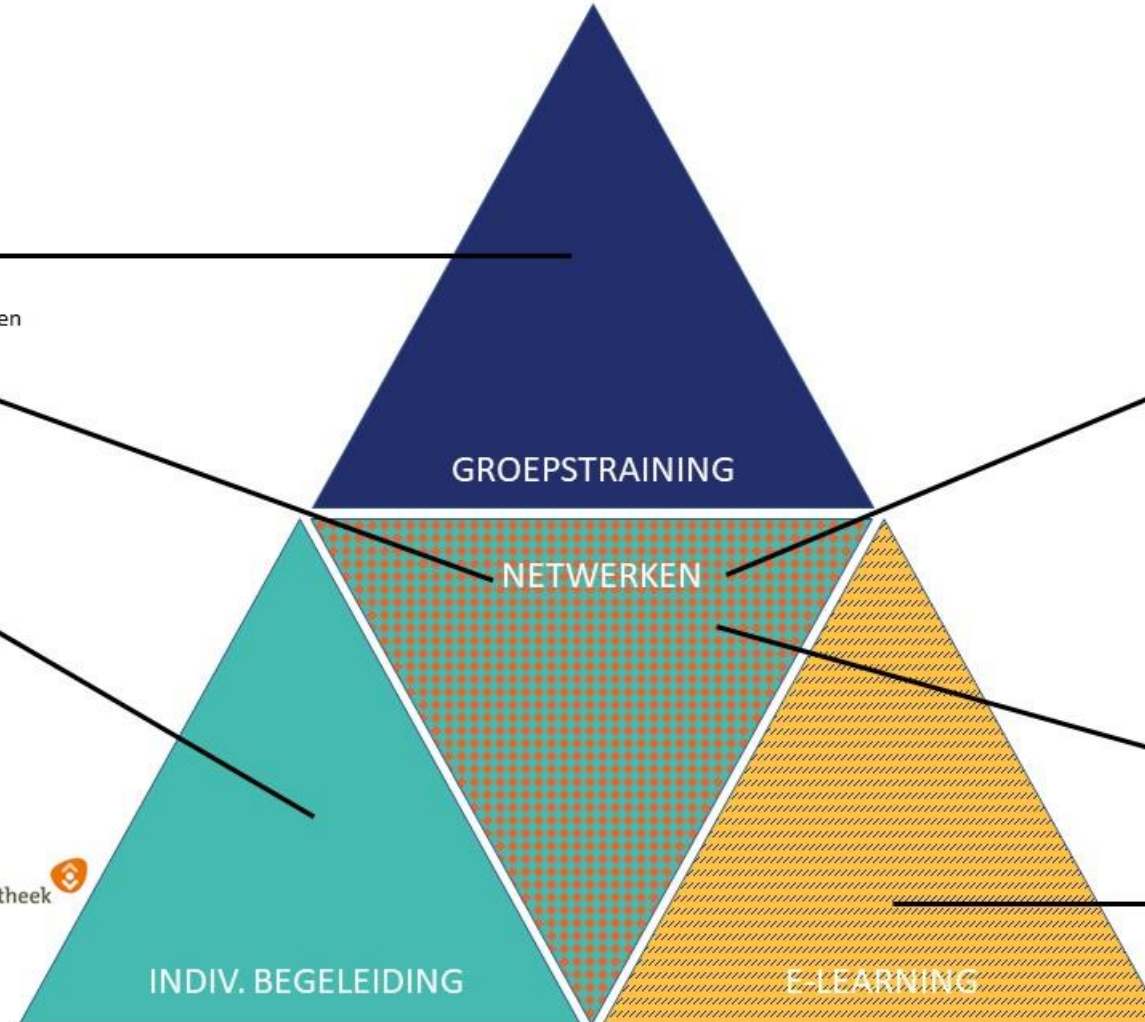 en
GROEPSTRAINING
NETWERKEN
theek
INDIV. BEGELEIDING
E-LEARNING